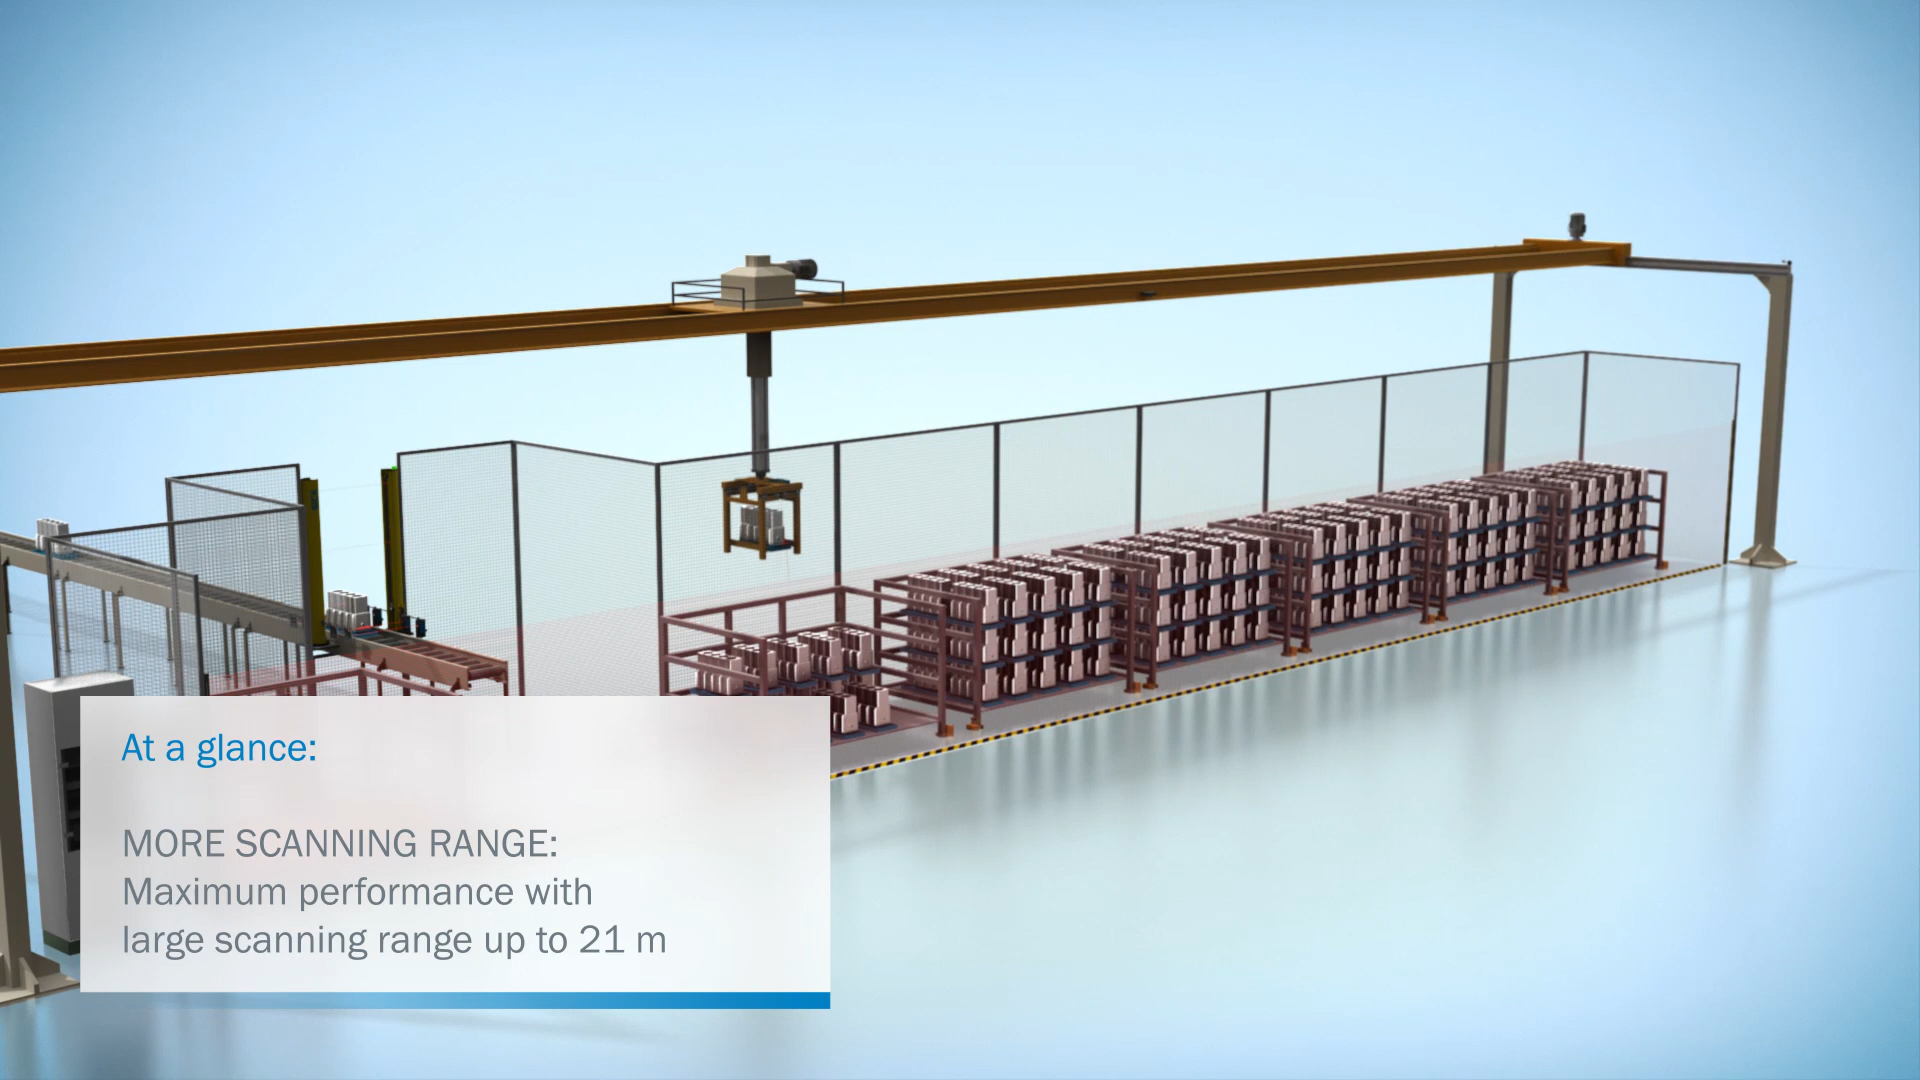 At a glance:
MORE SCANNING RANGE:
Maximum performance with
large scanning range up to 21 m